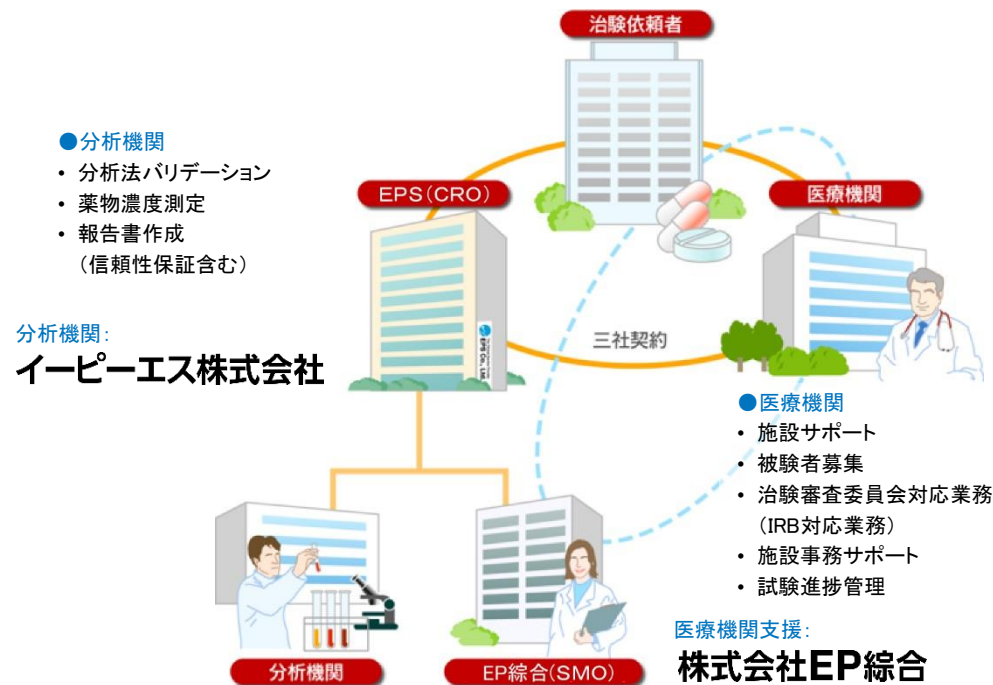 治験依頼者
●分析機関
• 分析法バリデーション
• 薬物濃度測定
• 報告書作成
（信頼性保証含む）
EPS（CRO）
医療機関
分析機関：
イーピーエス株式会社
EPS Co., Ltd.
三社契約
●医療機関
• 施設サポート
• 被験者募集
• 治験審査委員会対応業務
（IRB対応業務）
• 施設事務サポート
• 試験進捗管理
医療機関支援：
株式会社EP綜合
分析機関
EP綜合（SMO）